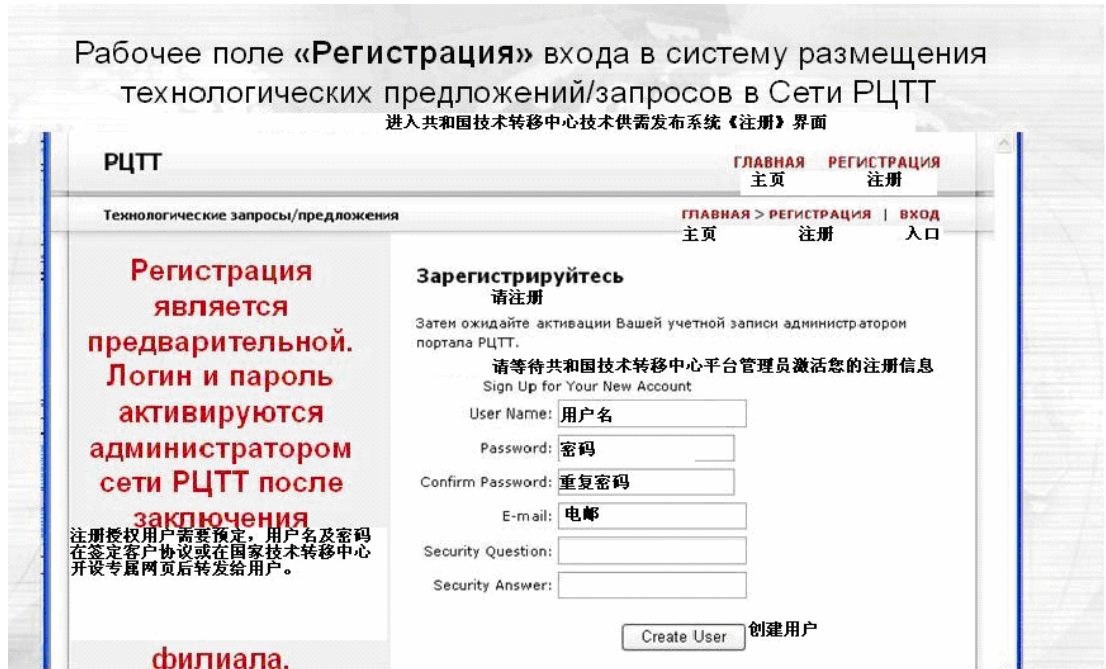 Рабочее поле «Регистрация» входа в систему размещения
технологических предложений/запросов в Сети РЦТТ
进入共和国技术转移中心技术供需发布系统《注册》界面
РЦТТ
ГЛАВНАЯ РЕГИСТРАЦИЯ
主页 注册
Технологические запросы/предложения
ГЛАВНАЯ > РЕГИСТРАЦИЯ | ВХОД
主页 注册 入口
Регистрация
является
предварительной.
Логин и пароль
активируются
администратором
сети РЦТТ после
заключения
注册授权用户需要预定，用户名及密码
在签定客户协议或在国家技术转移中心
开设专属网页后转发给用户。
филиала.
Зарегистрируйтесь
请注册
Затем ожидайте активации Вашей учетной записи администратором
портала РЦТТ.
请等待共和国技术转移中心平台管理员激活您的注册信息
Sign Up for Your New Account
User Name: 用户名
Password: 密码
Confirm Password: 重复密码
E-mail: 电邮
Security Question:
Security Answer:
Create User 创建用户